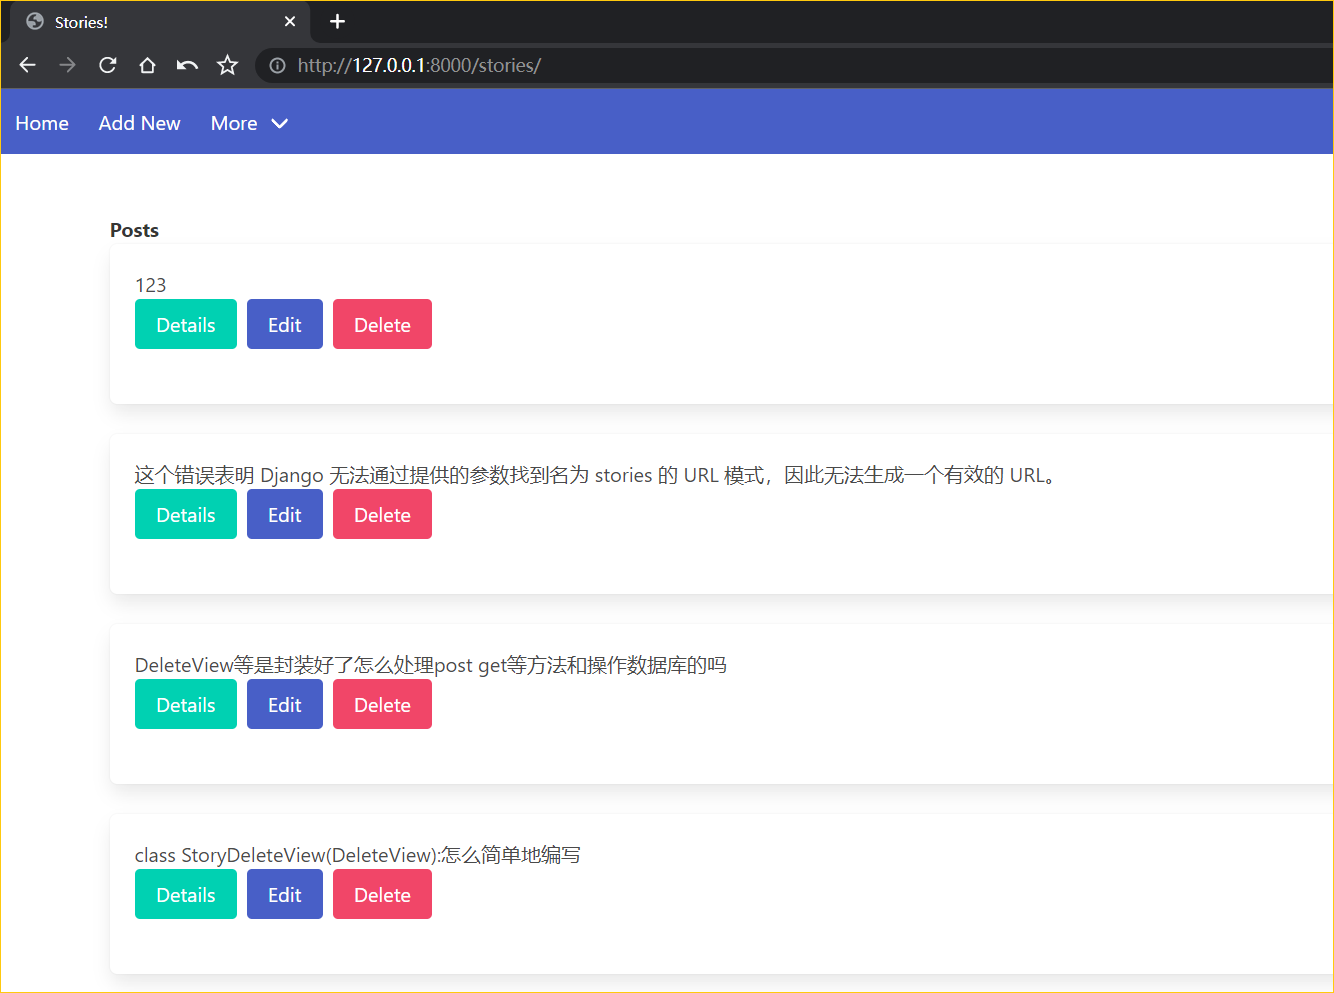 Stories!
http://127.0.0.1:8000/stories/
Home Add New More
Posts
123
Details Edit Delete
这个错误表明 Django 无法通过提供的参数找到名为 stories 的 URL 模式，因此无法生成一个有效的 URL。
Details Edit Delete
DeleteView等是封装好了怎么处理post get等方法和操作数据库的吗
Details Edit Delete
class StoryDeleteView(DeleteView):怎么简单地编写
Details Edit Delete